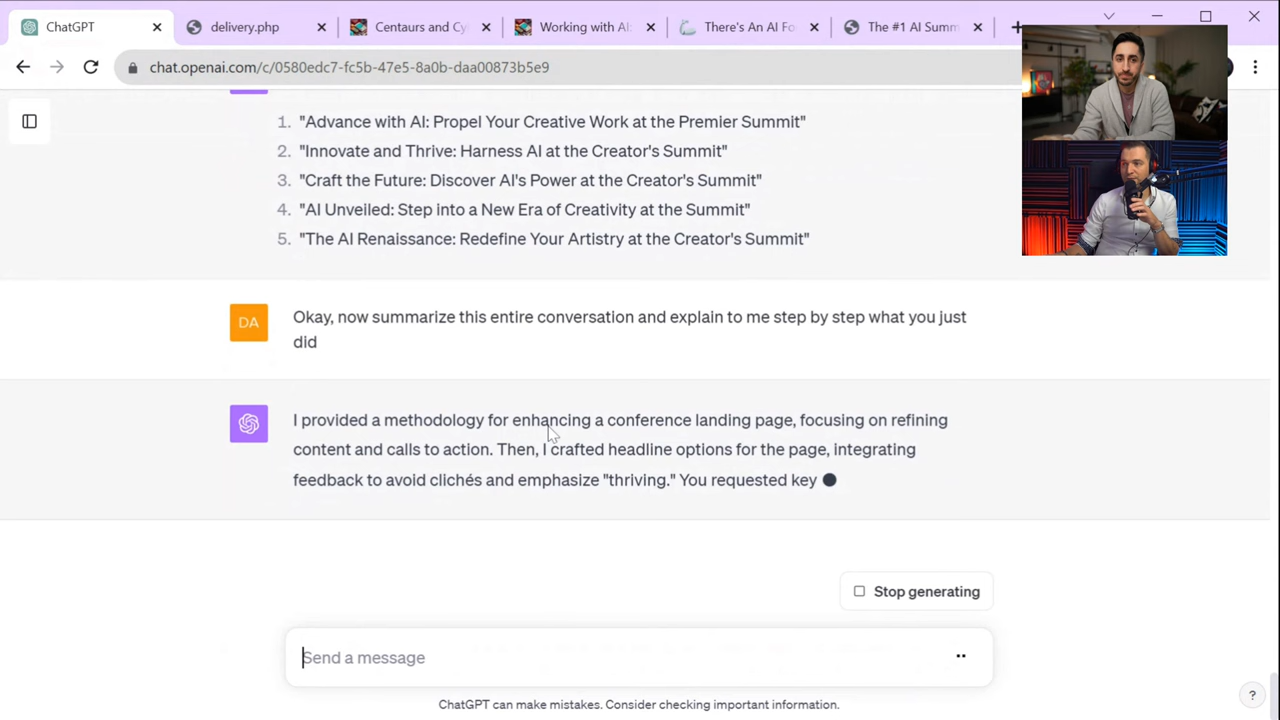 ChatGPT
delivery.php
Centaurs and Cy
Working with AI:
There's An AI Fo
The #1 AI Summ
chat.openai.com/c/0580edc7-fc5b-47e5-8a0b-daa00873b5e9
1. "Advance with AI: Propel Your Creative Work at the Premier Summit"
2. "Innovate and Thrive: Harness AI at the Creator's Summit"
3. "Craft the Future: Discover AI's Power at the Creator's Summit"
4. "AI Unveiled: Step into a New Era of Creativity at the Summit"
5. "The AI Renaissance: Redefine Your Artistry at the Creator's Summit"
DA
Okay, now summarize this entire conversation and explain to me step by step what you just
did
I provided a methodology for enhancing a conference landing page, focusing on refining
content and calls to action. Then, I crafted headline options for the page, integrating
feedback to avoid clichés and emphasize "thriving." You requested key
Stop generating
Send a message
ChatGPT can make mistakes. Consider checking important information.
?